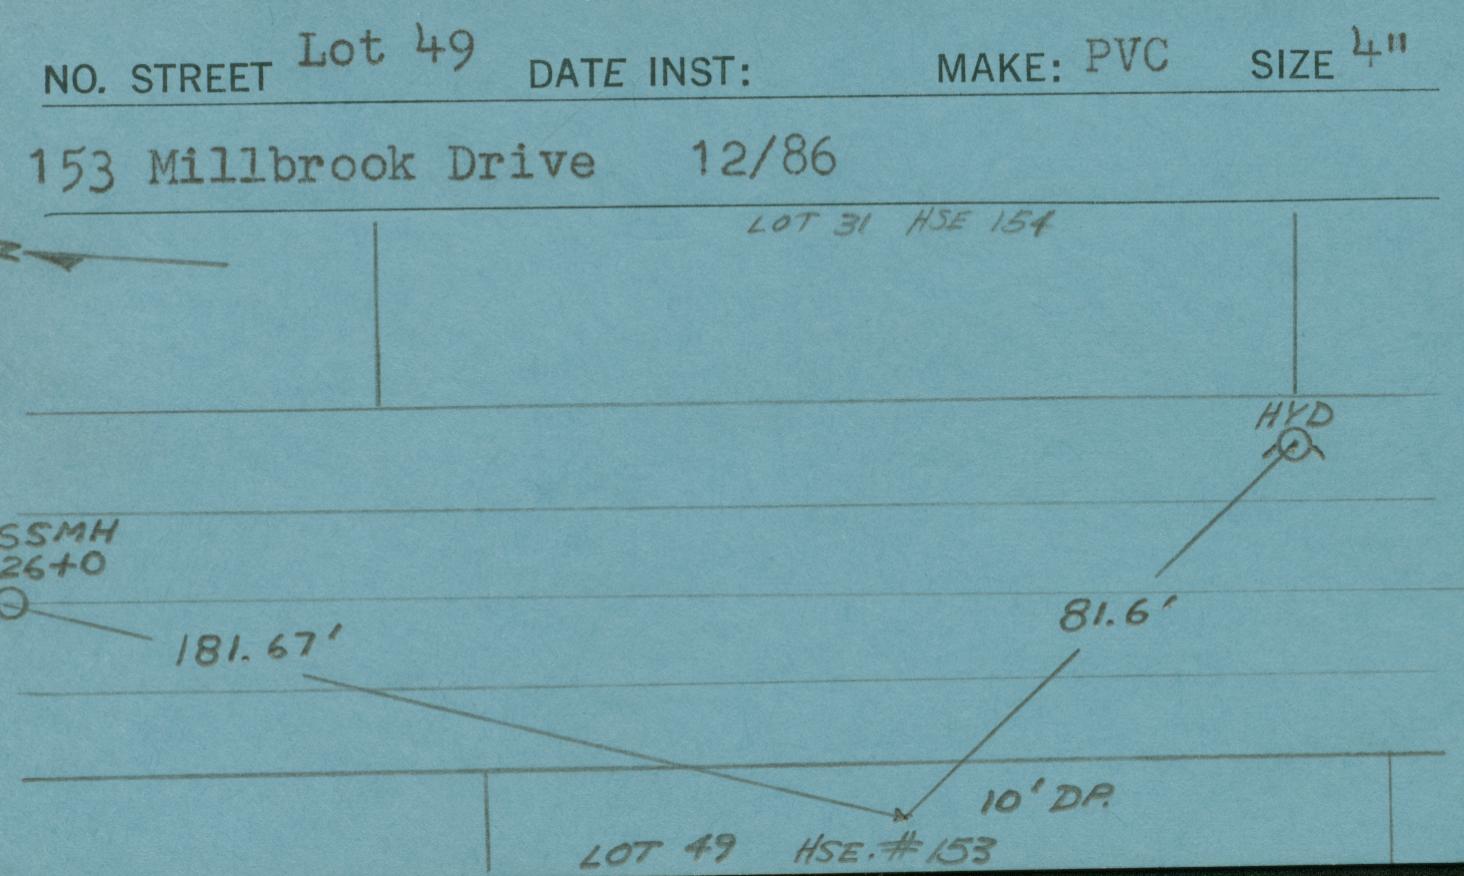 NO. STREET Lot 49 DATE INST: MAKE: PVC SIZE 4"
153 Millbrook Drive 12/86
LOT 31 HSE 154
N
HYD
SSMH
26+0
181.67'
81.6'
10' DP.
LOT 49 HSE.#153